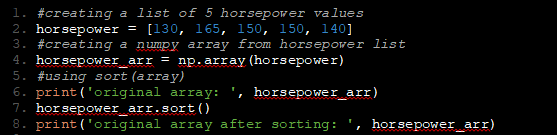 1. #creating a list of 5 horsepower values
2. horsepower = [130, 165, 150, 150, 140]
3. #creating a numpy array from horsepower list
4. horsepower_arr = np.array(horsepower)
5. #using sort(array)
6. print('original array: ', horsepower_arr)
7. horsepower_arr.sort()
8. print('original array after sorting: ', horsepower_arr)